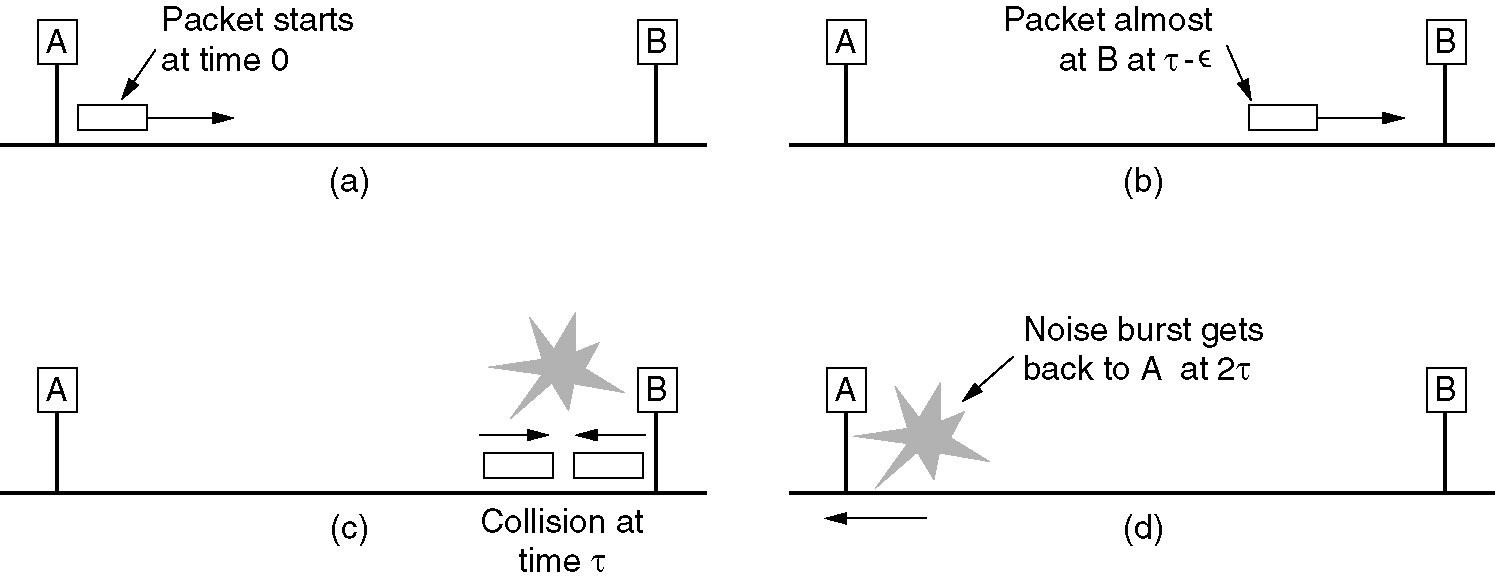 A
Packet starts
at time 0
B
(a)
A
Packet almost
at B at τ-ϵ
B
(b)
A
B
Collision at
time τ
(c)
A
Noise burst gets
back to A at 2τ
B
(d)